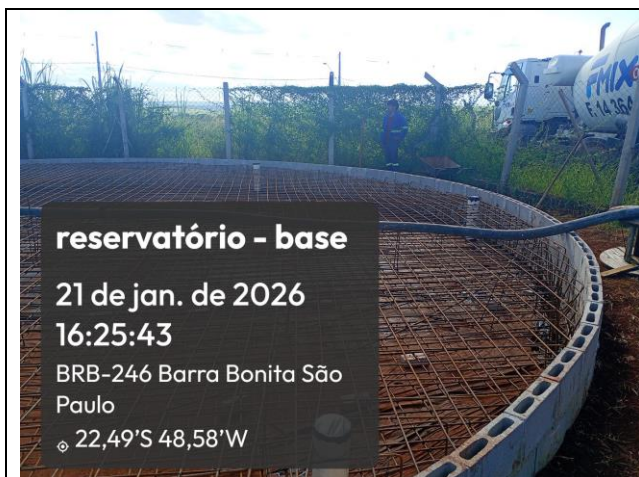 FMIX
F: 14 364
reservatório - base
21 de jan. de 2026
16:25:43
BRB-246 Barra Bonita São
Paulo
22,49'S 48,58'W